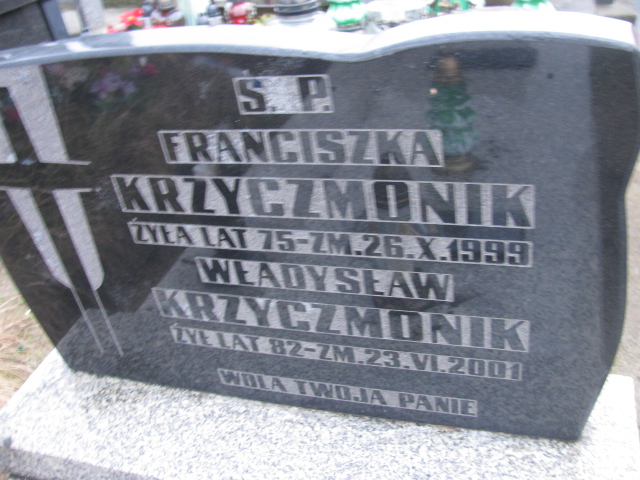 Ś. P.
FRANCISZKA
KRZYCZMONIK
ŻYŁA LAT 75-ZM.26.X.1999
WŁADYSŁAW
KRZYCZMONIK
ŻYŁ LAT 82-ZM.23.VI.2001
WOLA TWOJA PANIE